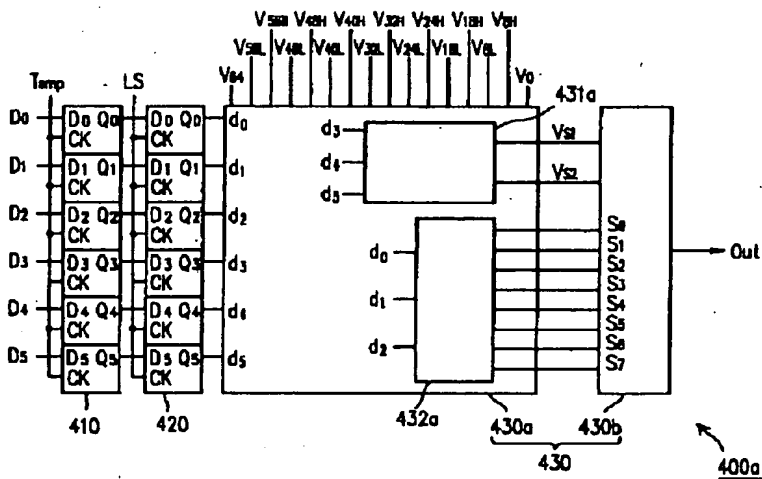 V56H V48H V40H V32H V24H V16H V8H
V56L V48L V40L V32L V24L V16L V8L
V64 V0
Tamp LS
431a
D0 D0 Q0 D0 Q0 d0
CK CK
D1 D1 Q1 D1 Q1 d1
CK CK
D2 D2 Q2 D2 Q2 d2
CK CK
D3 D3 Q3 D3 Q3 d3
CK CK
D4 D4 Q4 D4 Q4 d4
CK CK
D5 D5 Q5 D5 Q5 d5
CK CK
d3
d4
d5
VS1
VS2
d0
d1
d2
S0
S1
S2
S3
S4
S5
S6
S7
Out
410 420 432a 430a 430b
430
400a